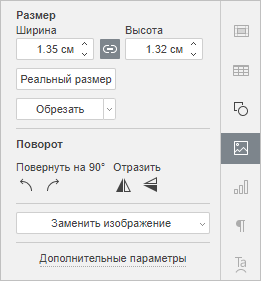 Размер
Ширина Высота
1.35 см 1.32 см
Реальный размер
Обрезать
Поворот
Повернуть на 90° Отразить
Заменить изображение
Дополнительные параметры
Ta